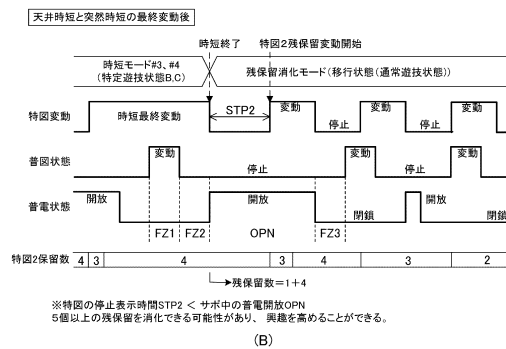 天井時短と突然時短の最終変動後
時短終了
特図２残保留変動開始
時短モード#3、#4
(特定遊技状態B,C)
残保留消化モード(移行状態(通常遊技状態))
特図変動
時短最終変動
STP2
変動
停止
変動
停止
変動
普図状態
変動
停止
変動
停止
変動
普電状態
開放
開放
閉鎖
開放
閉鎖
FZ1
FZ2
OPN
FZ3
特図2保留数
4
3
4
3
4
3
2
残保留数=1+4
※特図の停止表示時間STP2 < サポ中の普電開放OPN
5個以上の残保留を消化できる可能性があり、興趣を高めることができる。
(B)